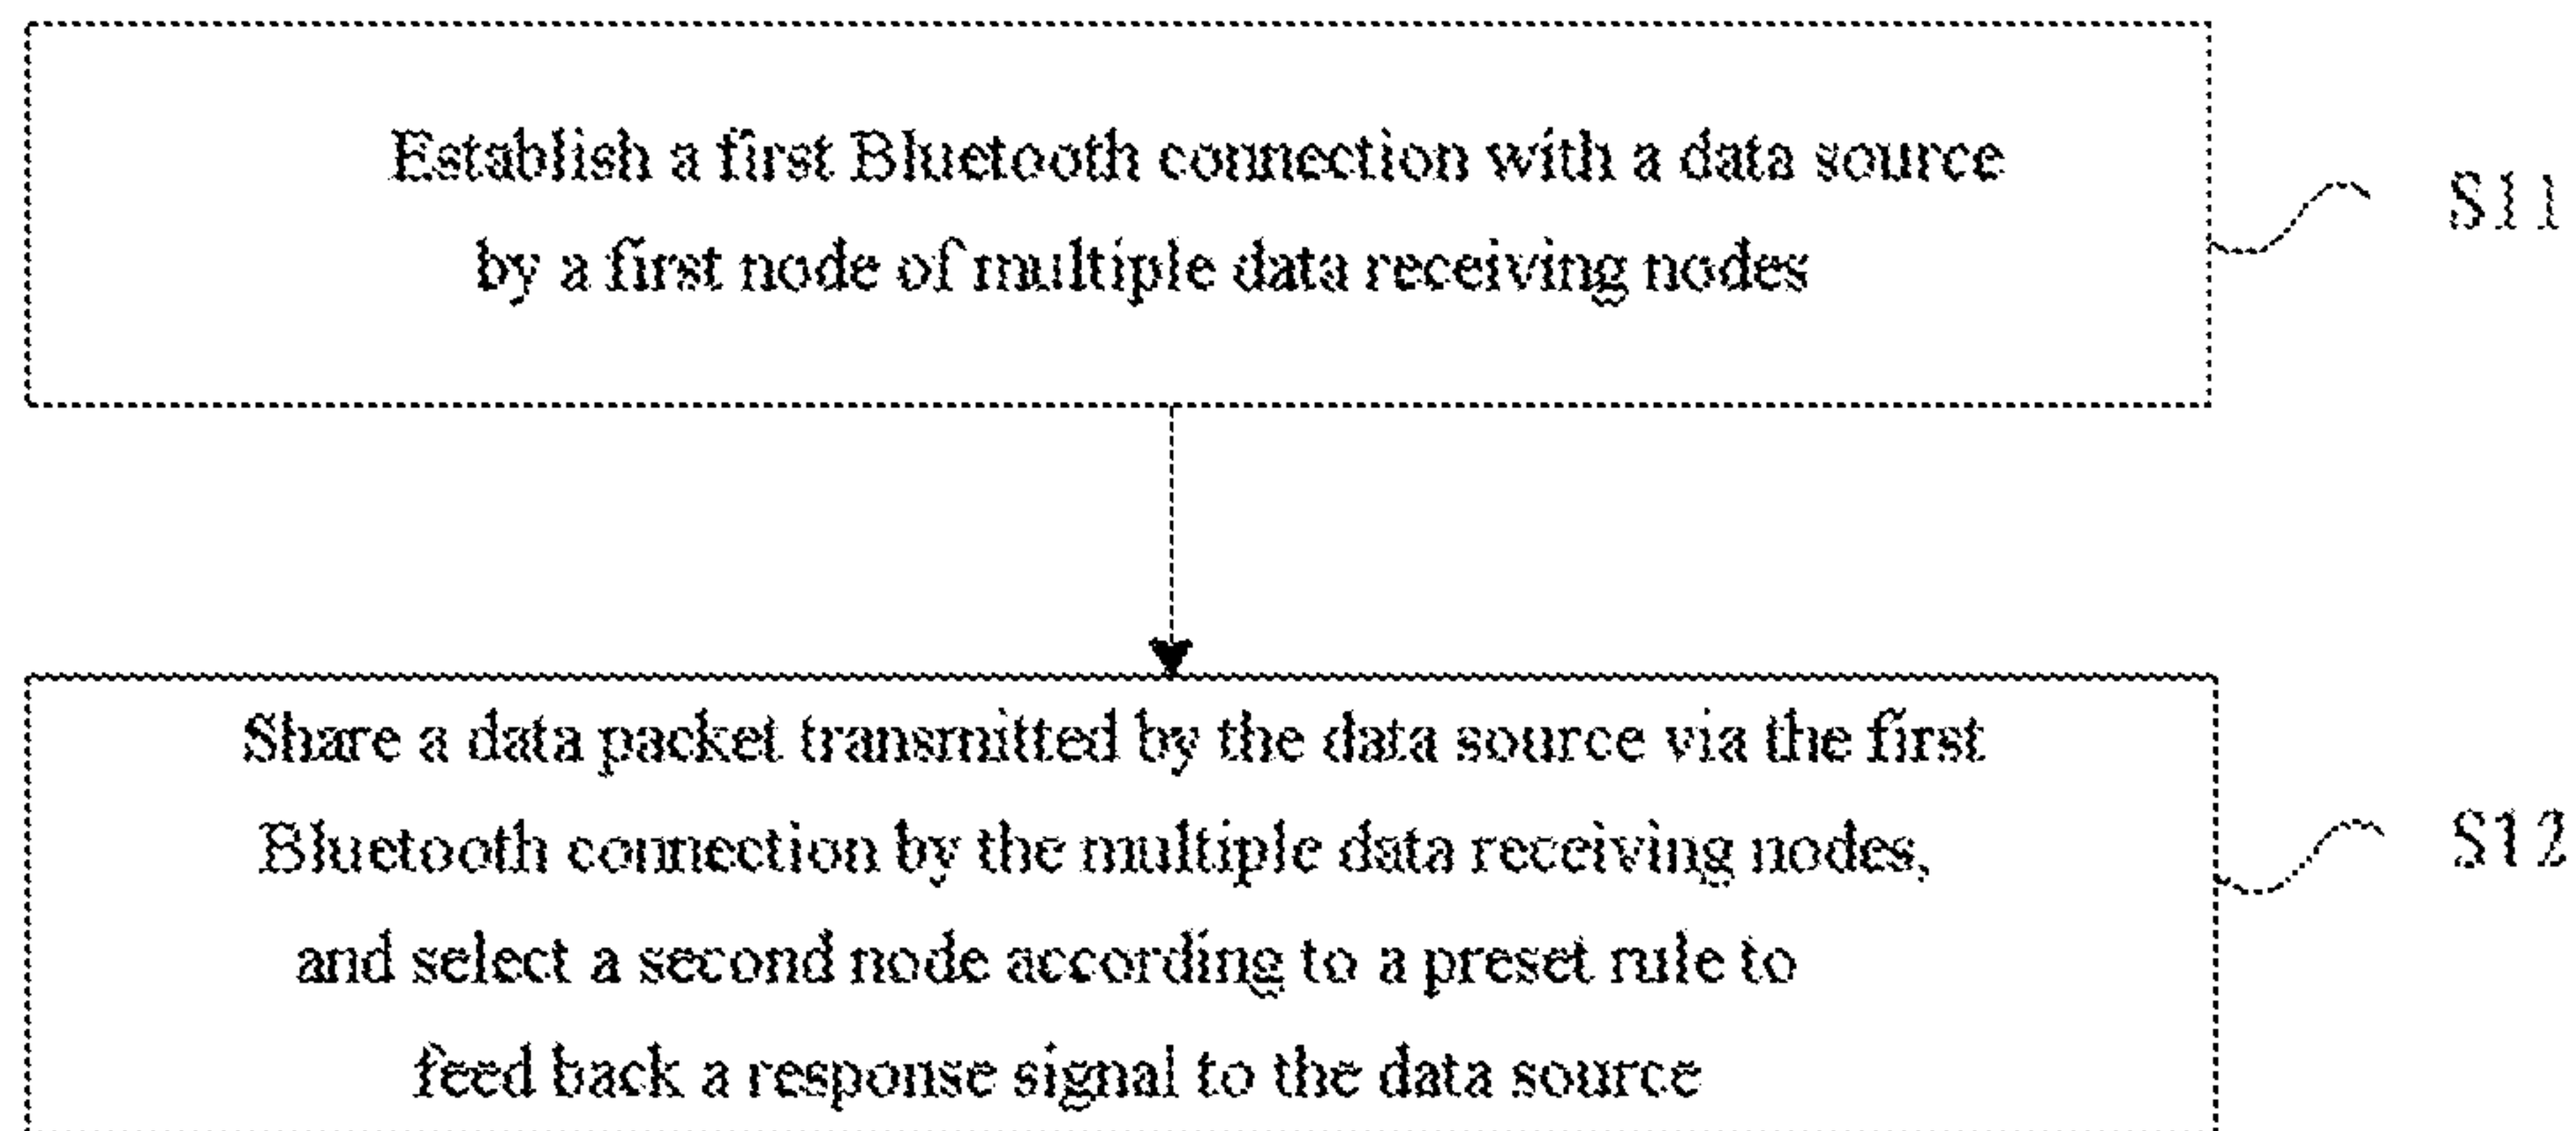 Establish a first Bluetooth connection with a data source
by a first node of multiple data receiving nodes
S11
Share a data packet transmitted by the data source via the first
Bluetooth connection by the multiple data receiving nodes,
and select a second node according to a preset rule to
feed back a response signal to the data source
S12